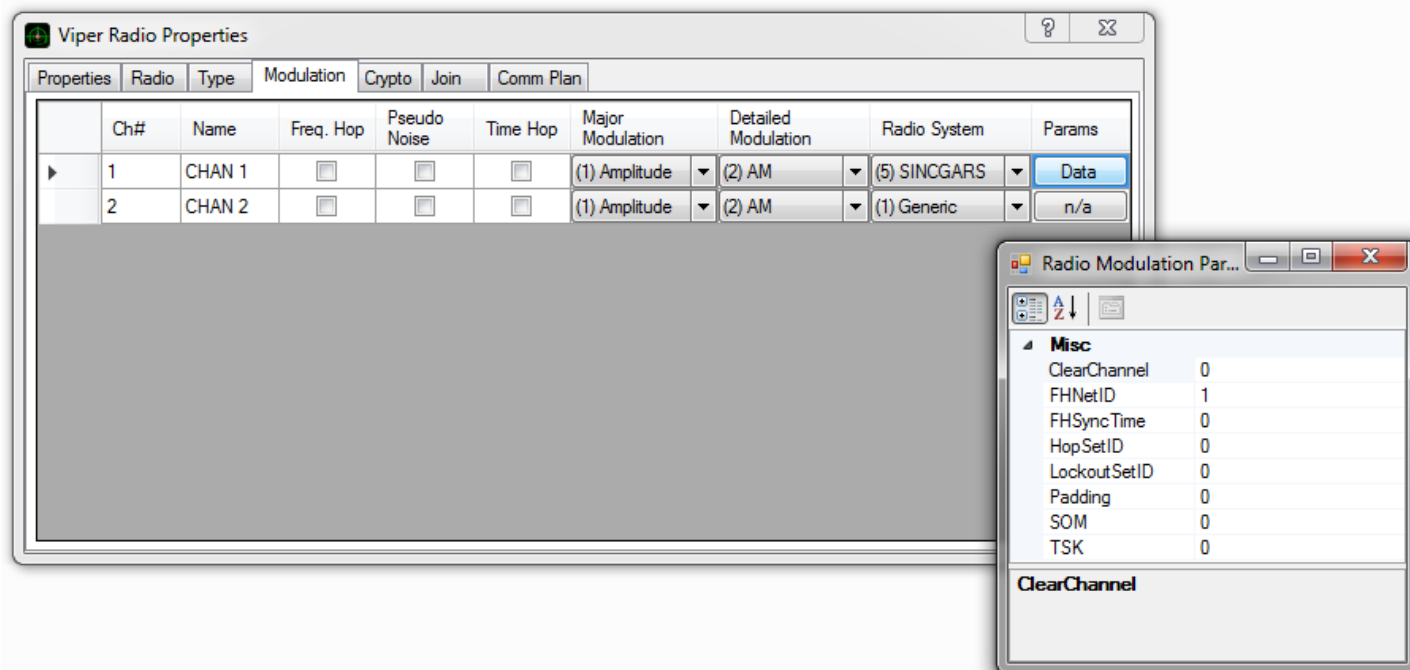 Viper Radio Properties
Properties Radio Type Modulation Crypto Join Comm Plan
Ch# Name Freq. Hop Pseudo Noise Time Hop Major Modulation Detailed Modulation Radio System Params
1 CHAN 1 (1) Amplitude (2) AM (5) SINCGARS Data
2 CHAN 2 (1) Amplitude (2) AM (1) Generic n/a
Radio Modulation Par...
Misc
ClearChannel 0
FHNetID 1
FHSyncTime 0
HopSetID 0
LockoutSetID 0
Padding 0
SOM 0
TSK 0
ClearChannel